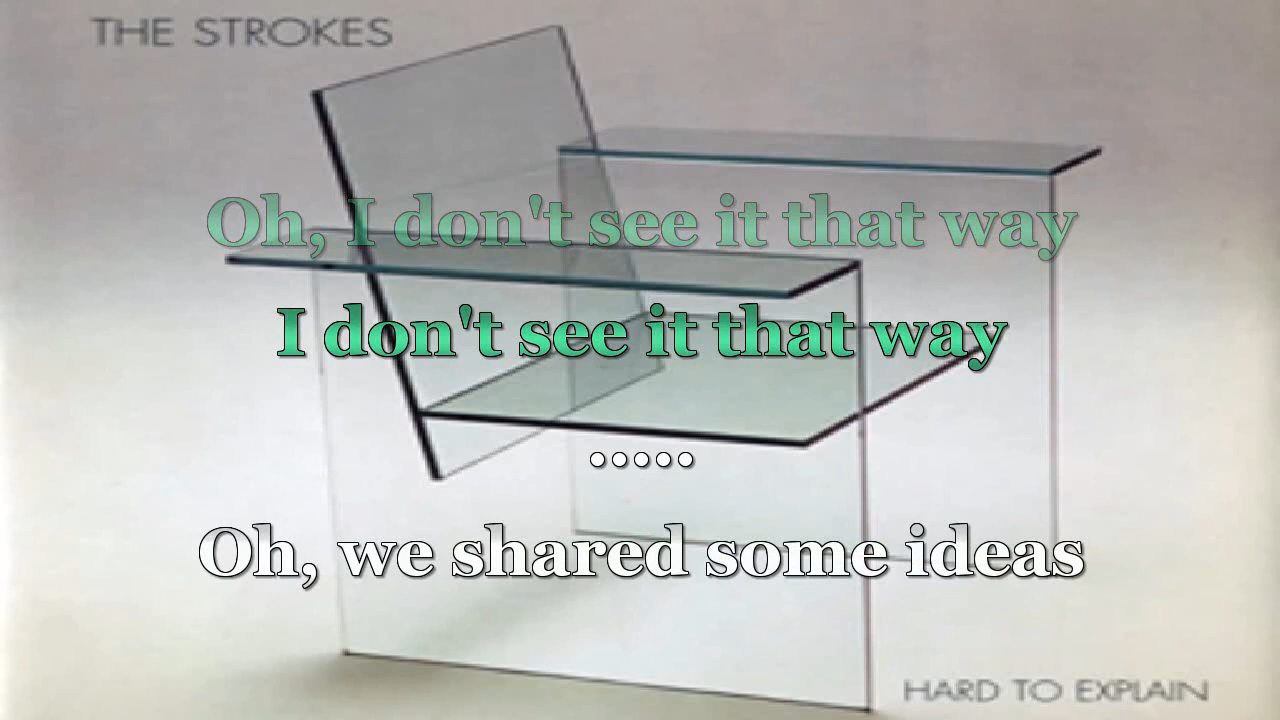 THE STROKES
Oh, I don't see it that way
I don't see it that way
.....
Oh, we shared some ideas
HARD TO EXPLAIN